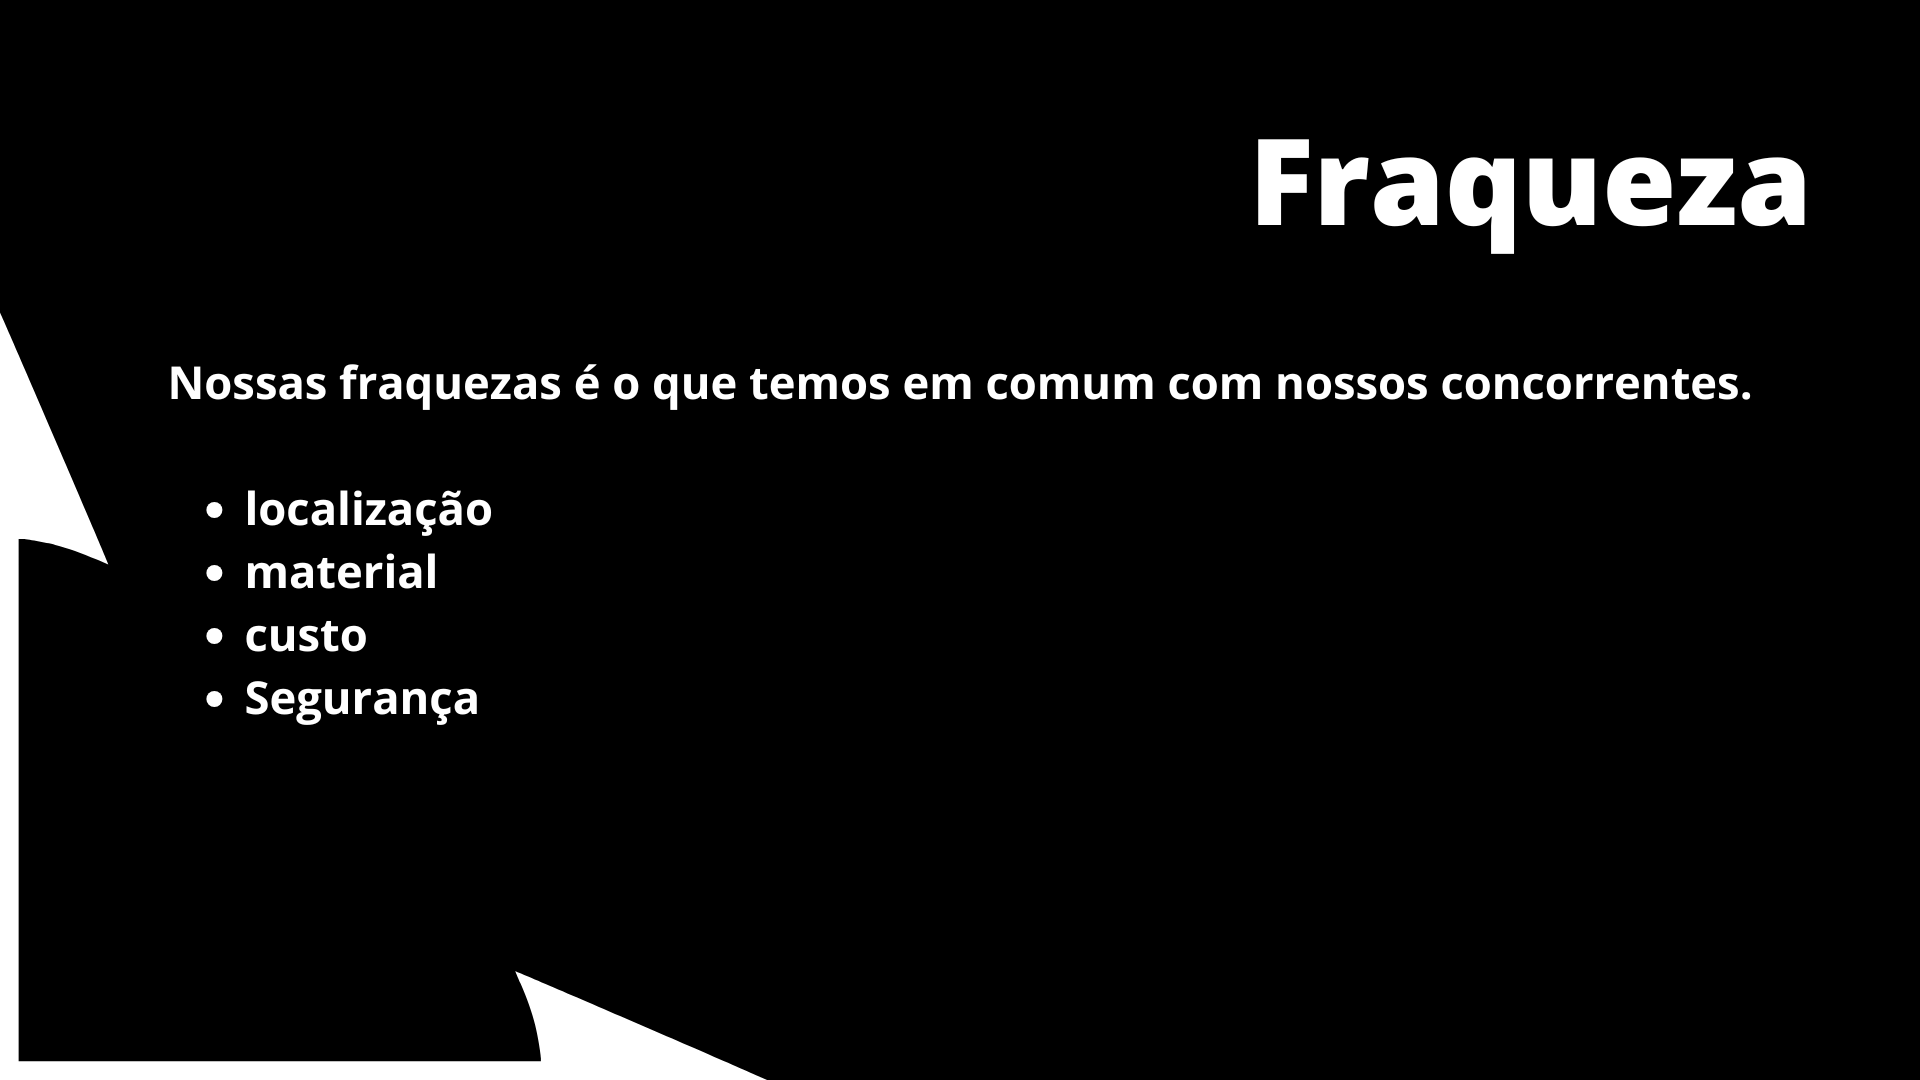 Fraqueza
Nossas fraquezas é o que temos em comum com nossos concorrentes.
• localização
• material
• custo
• Segurança